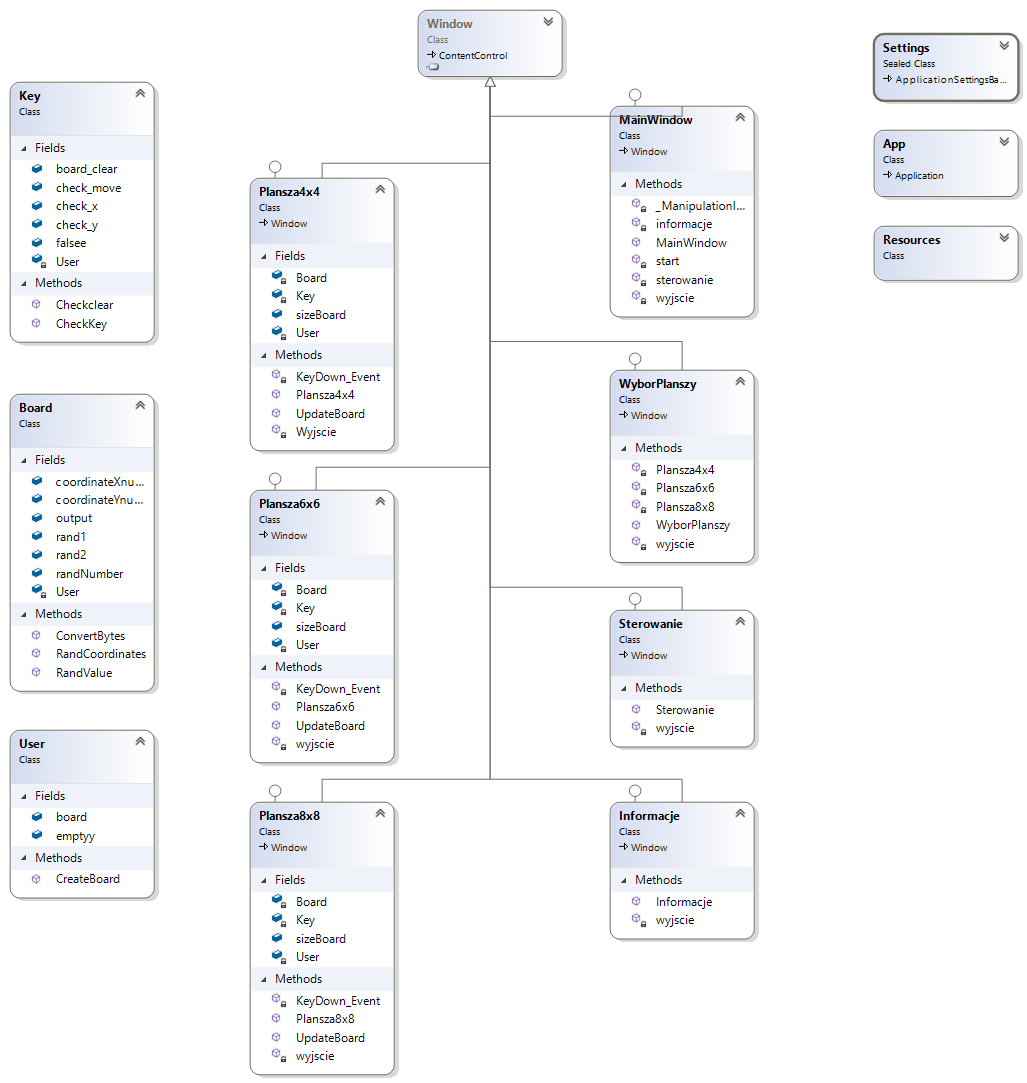 Window
Class
ContentControl
Settings
Sealed Class
ApplicationSettingsBa...
App
Class
Application
Resources
Class
Key
Class
Fields
board_clear
check_move
check_x
check_y
falsee
User
Methods
Checkclear
CheckKey
Board
Class
Fields
coordinateXnu...
coordinateYnu...
output
rand1
rand2
randNumber
User
Methods
ConvertBytes
RandCoordinates
RandValue
User
Class
Fields
board
emptyy
Methods
CreateBoard
Plansza4x4
Class
Window
Fields
Board
Key
sizeBoard
User
Methods
KeyDown_Event
Plansza4x4
UpdateBoard
Wyjscie
Plansza6x6
Class
Window
Fields
Board
Key
sizeBoard
User
Methods
KeyDown_Event
Plansza6x6
UpdateBoard
wyjscie
Plansza8x8
Class
Window
Fields
Board
Key
sizeBoard
User
Methods
KeyDown_Event
Plansza8x8
UpdateBoard
wyjscie
MainWindow
Class
Window
Methods
_ManipulationI...
informacje
MainWindow
start
sterowanie
wyjscie
WyborPlanszy
Class
Window
Methods
Plansza4x4
Plansza6x6
Plansza8x8
WyborPlanszy
wyjscie
Sterowanie
Class
Window
Methods
Sterowanie
wyjscie
Informacje
Class
Window
Methods
Informacje
wyjscie